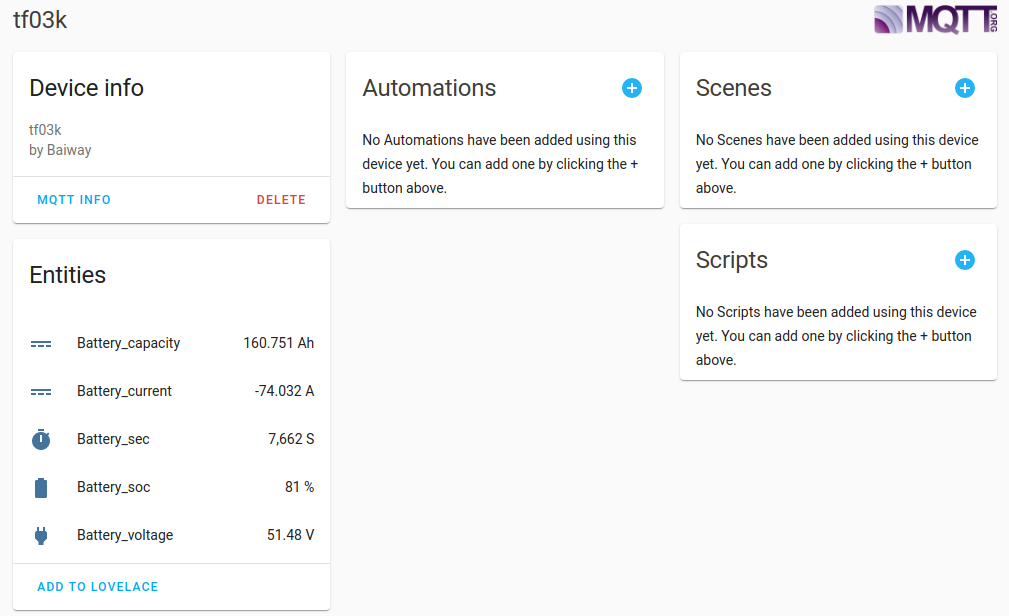 tf03k
MQTT.ORG
Device info
tf03k
by Baiway
MQTT INFO
DELETE
Entities
Battery_capacity 160.751 Ah
Battery_current -74.032 A
Battery_sec 7,662 S
Battery_soc 81 %
Battery_voltage 51.48 V
ADD TO LOVELACE
Automations
No Automations have been added using this
device yet. You can add one by clicking the +
button above.
Scenes
No Scenes have been added using this device
yet. You can add one by clicking the + button
above.
Scripts
No Scripts have been added using this device
yet. You can add one by clicking the + button
above.